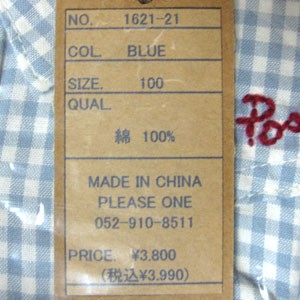 NO. 1621-21
COL. BLUE
SIZE. 100
QUAL.
綿 100%
MADE IN CHINA
PLEASE ONE
052-910-8511
PRICE. ¥3.800
(税込¥3.990)